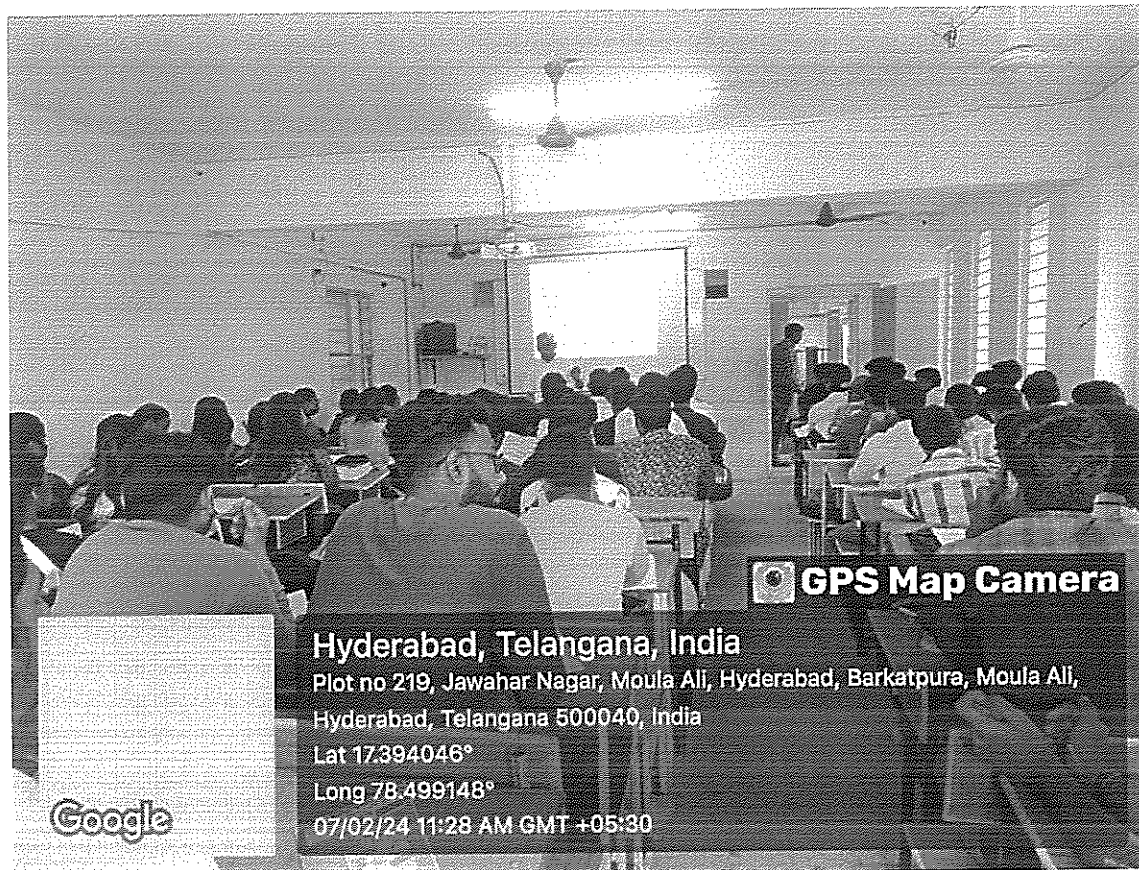 GPS Map Camera
Hyderabad, Telangana, India
Plot no 219, Jawahar Nagar, Moula Ali, Hyderabad, Barkatpura, Moula Ali,
Hyderabad, Telangana 500040, India
Lat 17.394046°
Long 78.499148°
07/02/24 11:28 AM GMT +05:30
Google